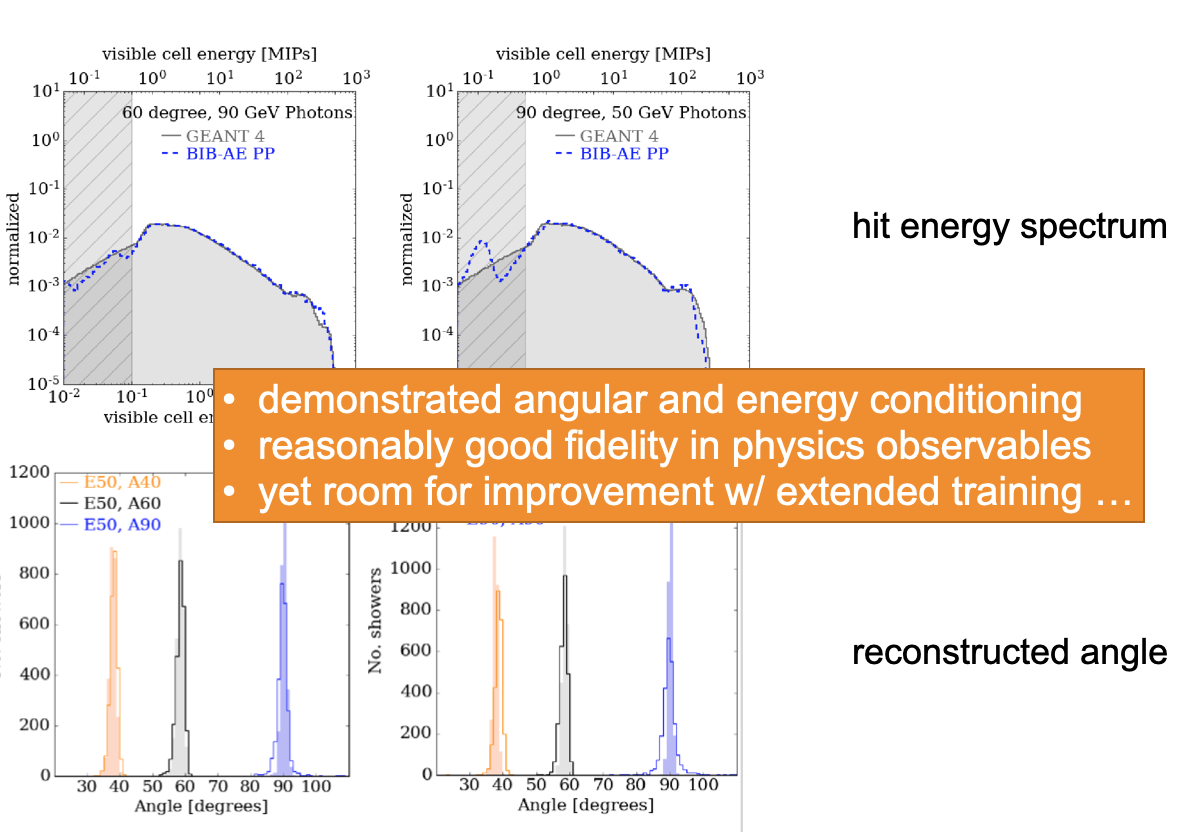 visible cell energy [MIPs]
10^-1 10^0 10^1 10^2 10^3
10^1
10^0
10^-1
10^-2
10^-3
10^-4
10^-5
normalized
60 degree, 90 GeV Photons
GEANT 4
BIB-AE PP
10^-2 10^-1 10^0
visible cell
visible cell energy [MIPs]
10^-1 10^0 10^1 10^2 10^3
10^1
10^0
10^-1
10^-2
10^-3
10^-4
normalized
90 degree, 50 GeV Photons
GEANT 4
BIB-AE PP
hit energy spectrum
• demonstrated angular and energy conditioning
• reasonably good fidelity in physics observables
• yet room for improvement w/ extended training …
1200
1000
800
600
400
200
0
E50, A40
E50, A60
E50, A90
30 40 50 60 70 80 90 100
Angle [degrees]
1200
1000
800
600
400
200
0
No. showers
30 40 50 60 70 80 90 100
Angle [degrees]
reconstructed angle